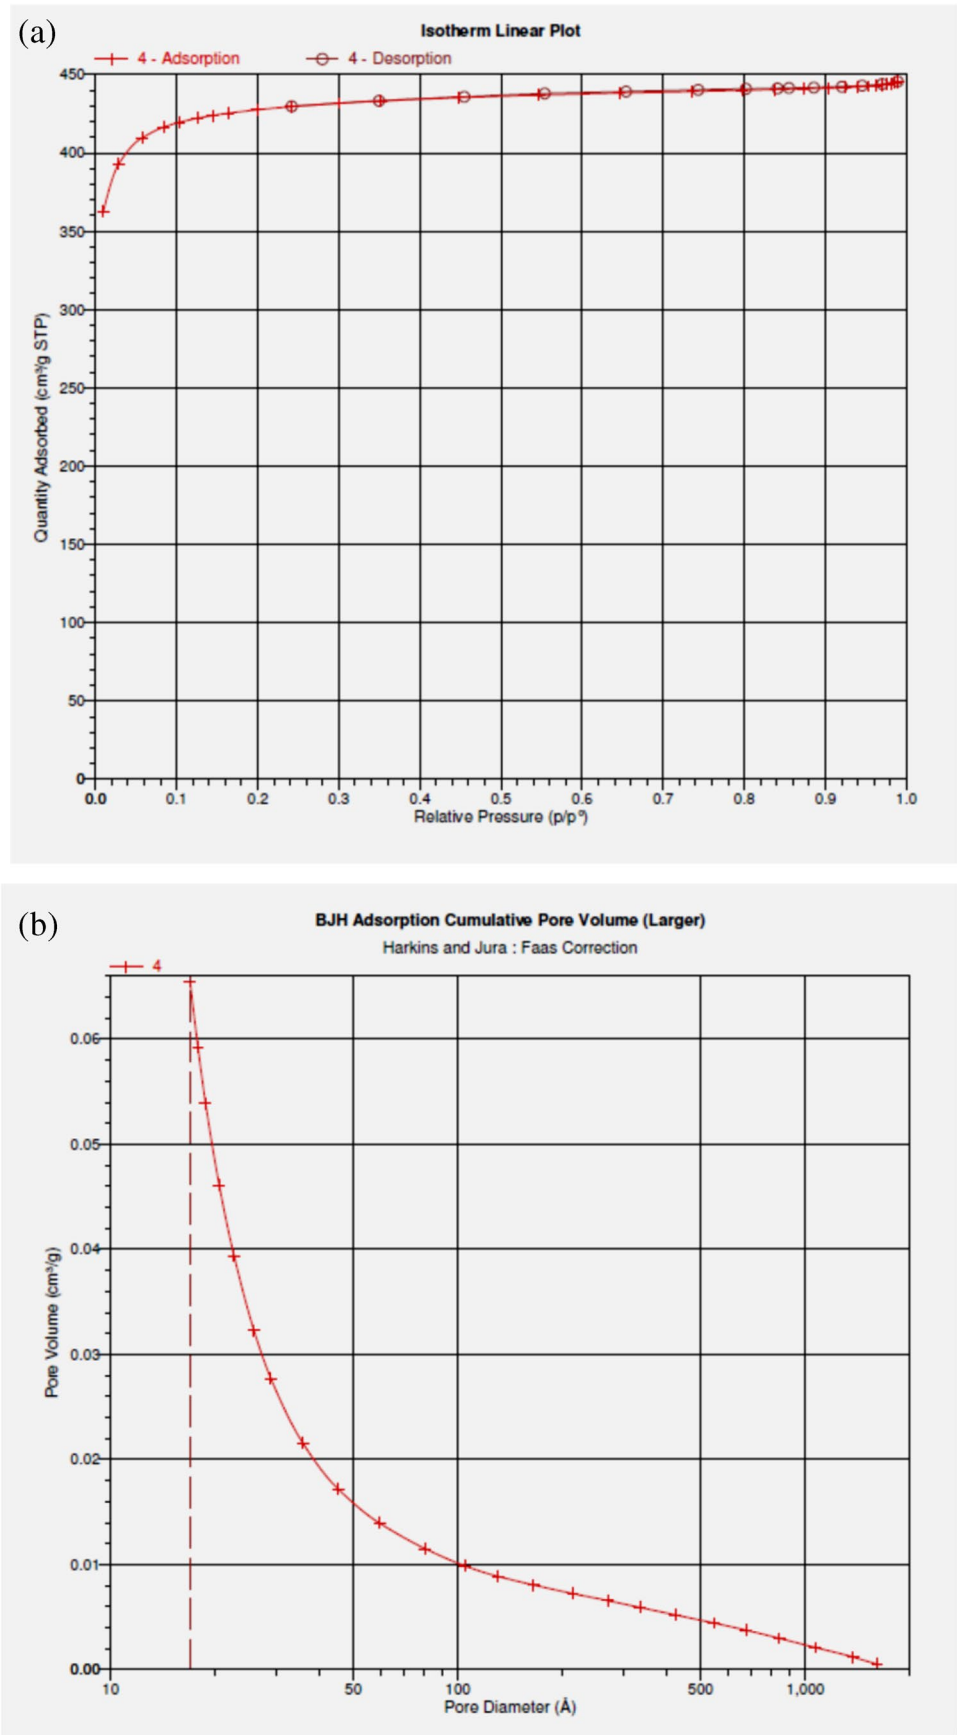 (a)
Isotherm Linear Plot
4 - Adsorption 4 - Desorption
450
400
350
300
250
200
150
100
50
0
Quantity Adsorbed (cm³/g STP)
0.0 0.1 0.2 0.3 0.4 0.5 0.6 0.7 0.8 0.9 1.0
Relative Pressure (p/p°)
(b)
BJH Adsorption Cumulative Pore Volume (Larger)
Harkins and Jura : Faas Correction
4
0.06
0.05
0.04
0.03
0.02
0.01
0.00
Pore Volume (cm³/g)
10 50 100 500 1,000
Pore Diameter (Å)